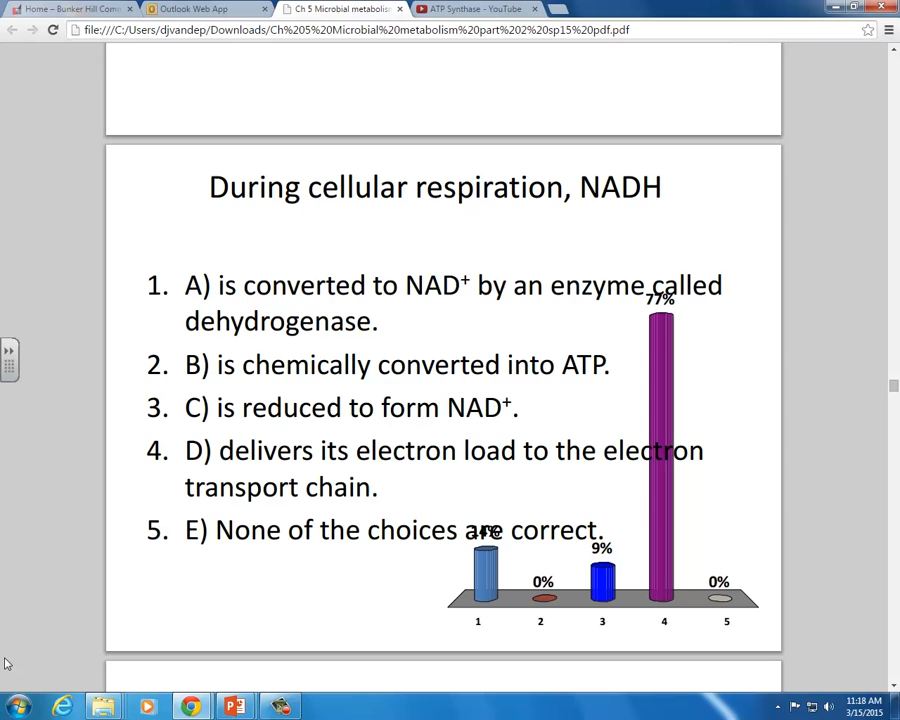 Home – Bunker Hill Com
Outlook Web App
Ch 5 Microbial metabolism
ATP Synthase - YouTube
file:///C:/Users/djvandep/Downloads/Ch%205%20Microbial%20metabolism%20part%202%20sp15%20pdf.pdf
During cellular respiration, NADH
1. A) is converted to NAD⁺ by an enzyme called
77%
dehydrogenase.
2. B) is chemically converted into ATP.
3. C) is reduced to form NAD⁺.
4. D) delivers its electron load to the electron
transport chain.
5. E) None of the choices are correct.
14%
9%
0% 0%
1 2 3 4 5
11:18 AM
3/15/2015